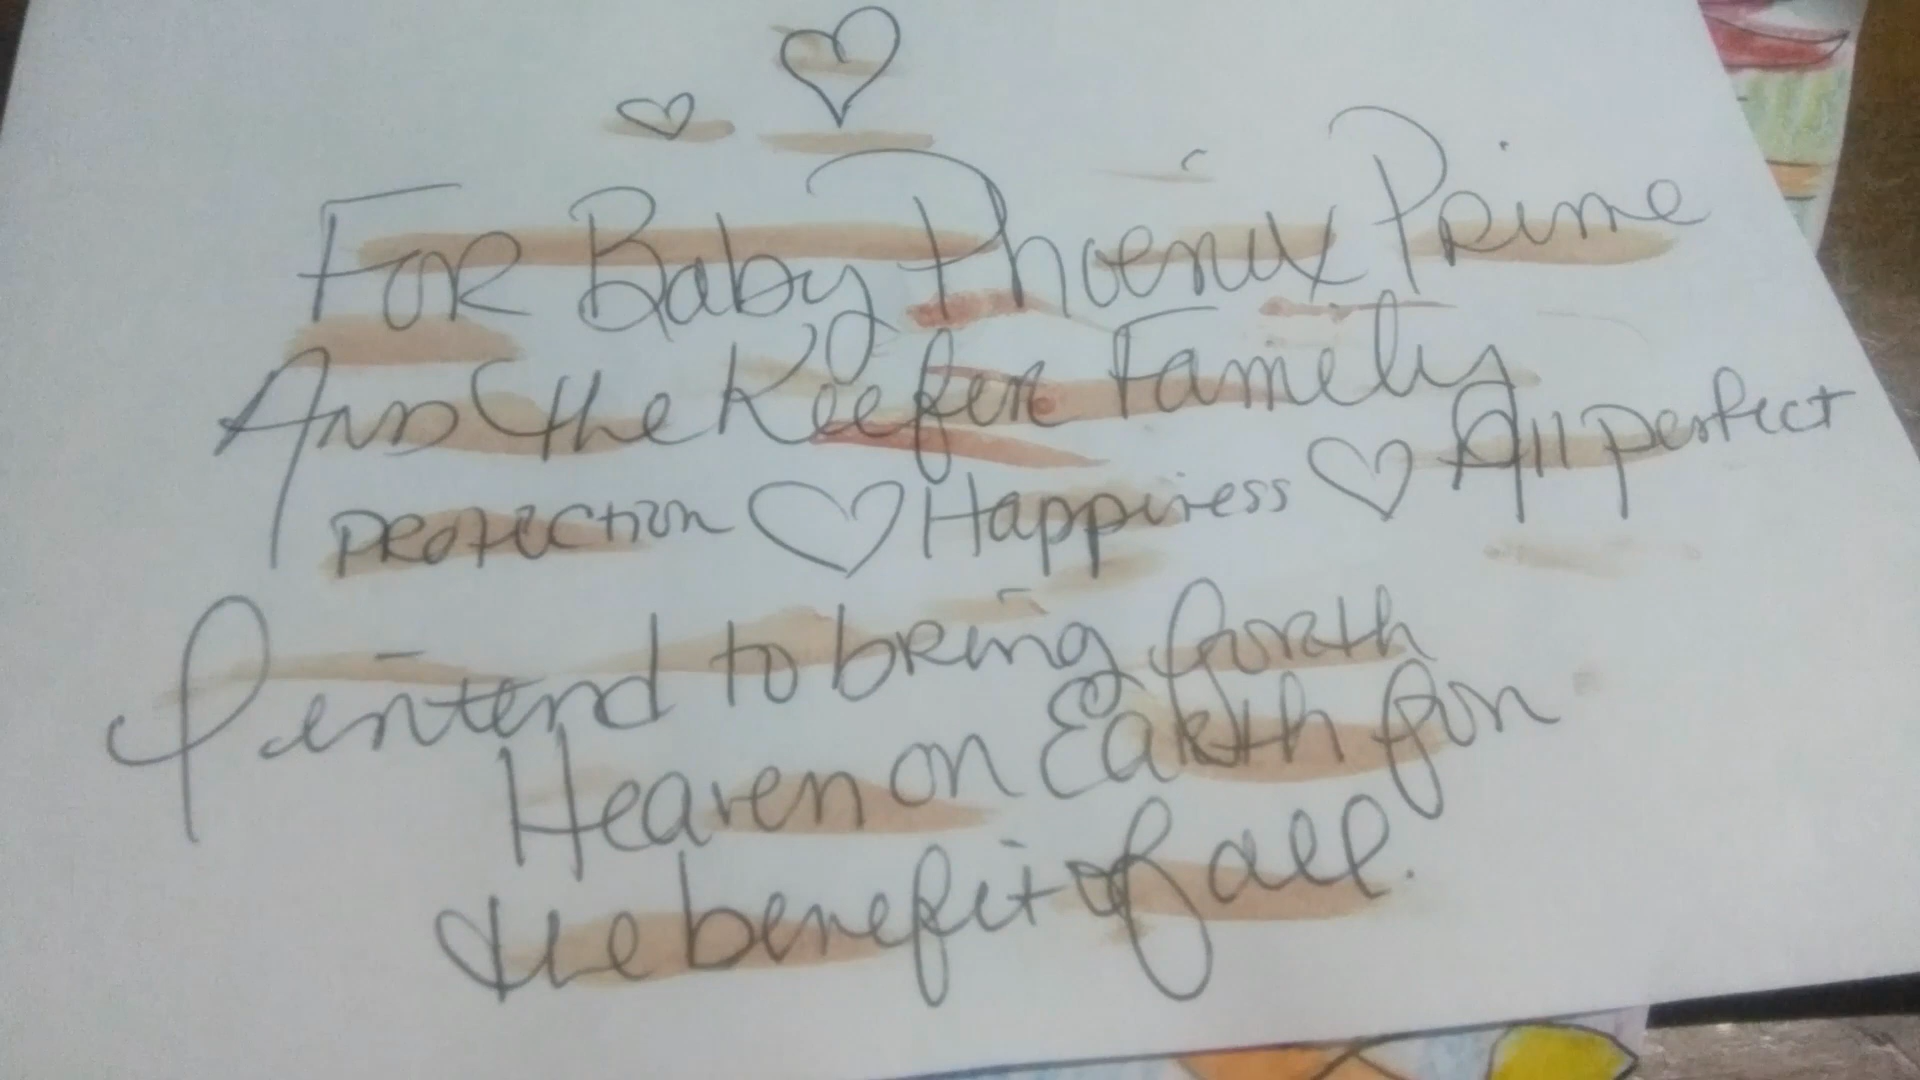 For Baby Phoenix Prime
And the Keefer Family
protection ♡ Happiness ♡ All perfect
I intend to bring forth
Heaven on Earth for
the benefit of all.